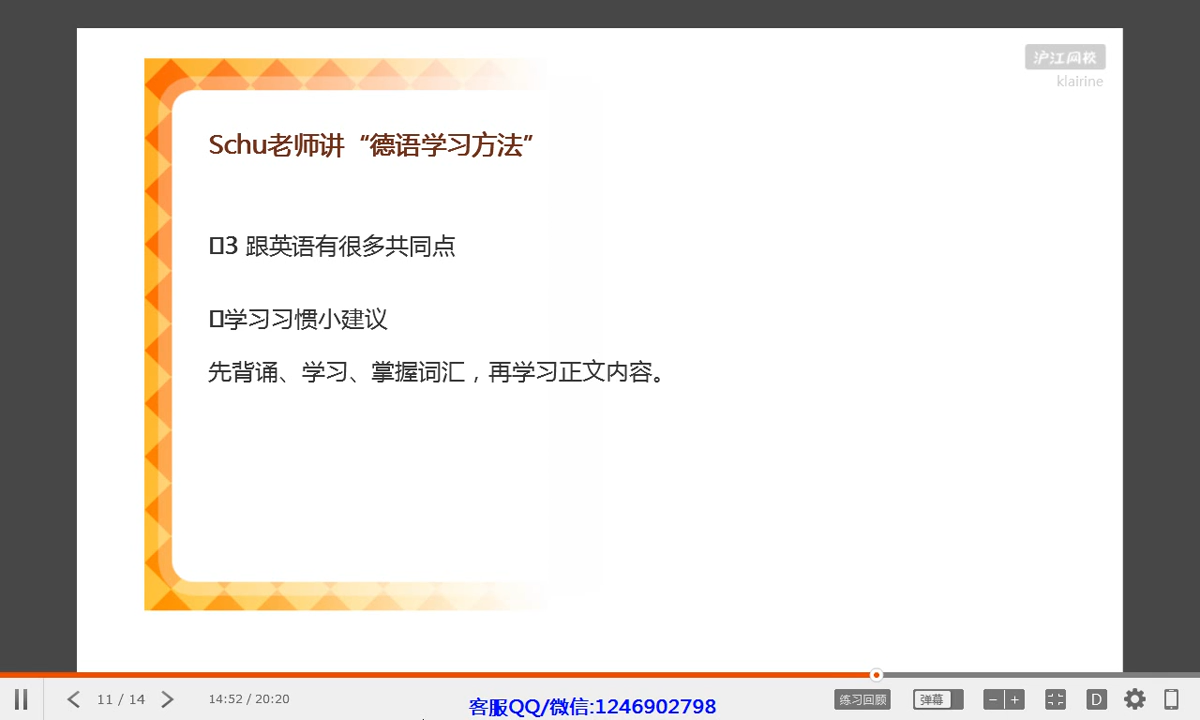 沪江网校
klairine
Schu老师讲“德语学习方法”
3 跟英语有很多共同点
学习习惯小建议
先背诵、学习、掌握词汇，再学习正文内容。
11 / 14
14:52 / 20:20
客服QQ/微信:1246902798
练习回顾
弹幕
D